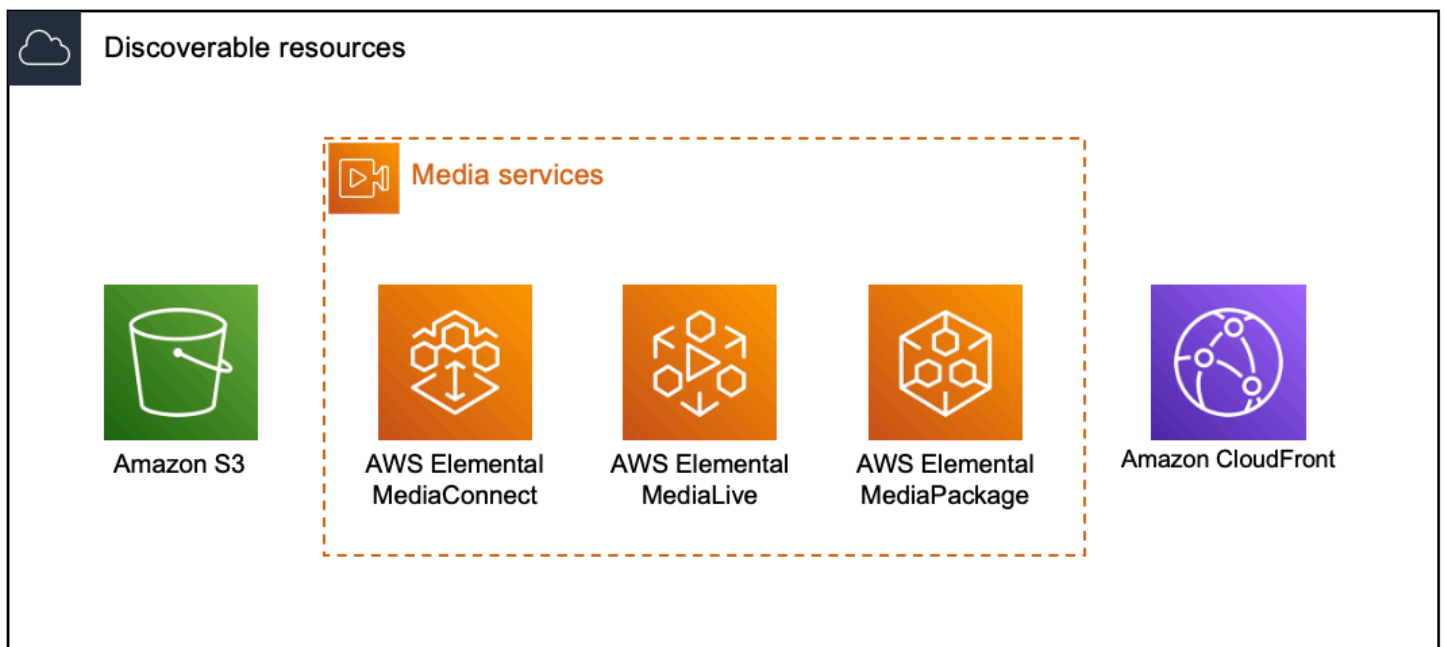 Discoverable resources
Media services
Amazon S3
AWS Elemental
MediaConnect
AWS Elemental
MediaLive
AWS Elemental
MediaPackage
Amazon CloudFront